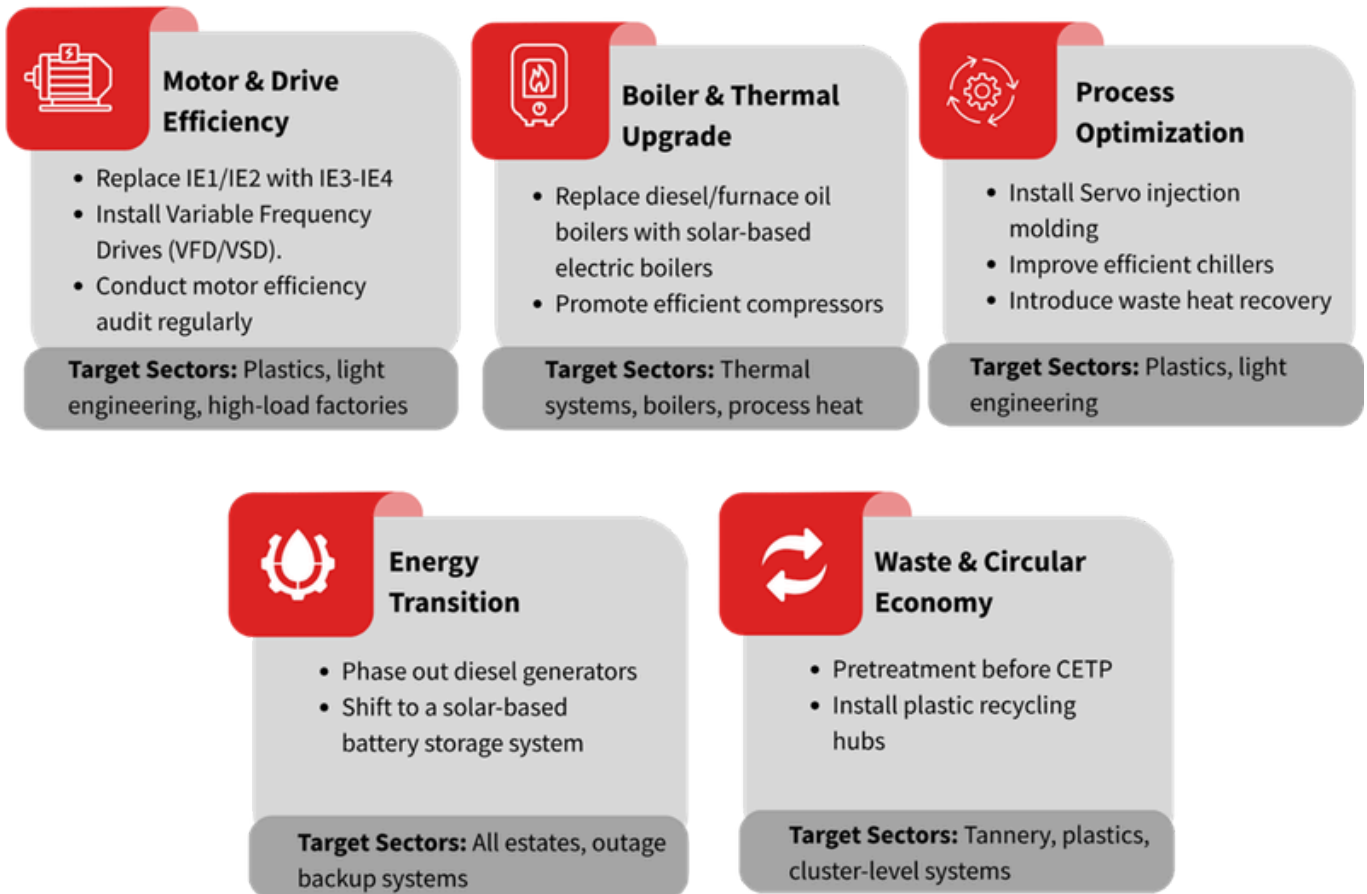 Motor & Drive
Efficiency
• Replace IE1/IE2 with IE3-IE4
• Install Variable Frequency
Drives (VFD/VSD).
• Conduct motor efficiency
audit regularly
Target Sectors: Plastics, light
engineering, high-load factories
Boiler & Thermal
Upgrade
• Replace diesel/furnace oil
boilers with solar-based
electric boilers
• Promote efficient compressors
Target Sectors: Thermal
systems, boilers, process heat
Process
Optimization
• Install Servo injection
molding
• Improve efficient chillers
• Introduce waste heat recovery
Target Sectors: Plastics, light
engineering
Energy
Transition
• Phase out diesel generators
• Shift to a solar-based
battery storage system
Target Sectors: All estates, outage
backup systems
Waste & Circular
Economy
• Pretreatment before CETP
• Install plastic recycling
hubs
Target Sectors: Tannery, plastics,
cluster-level systems